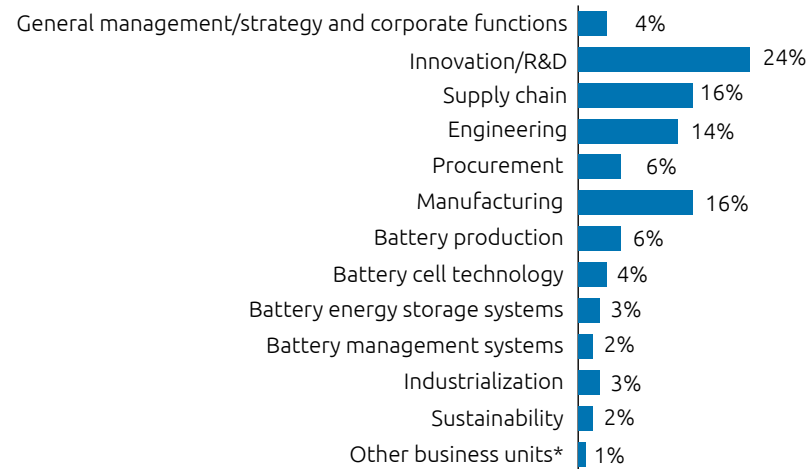 General management/strategy and corporate functions 4%
Innovation/R&D 24%
Supply chain 16%
Engineering 14%
Procurement 6%
Manufacturing 16%
Battery production 6%
Battery cell technology 4%
Battery energy storage systems 3%
Battery management systems 2%
Industrialization 3%
Sustainability 2%
Other business units* 1%